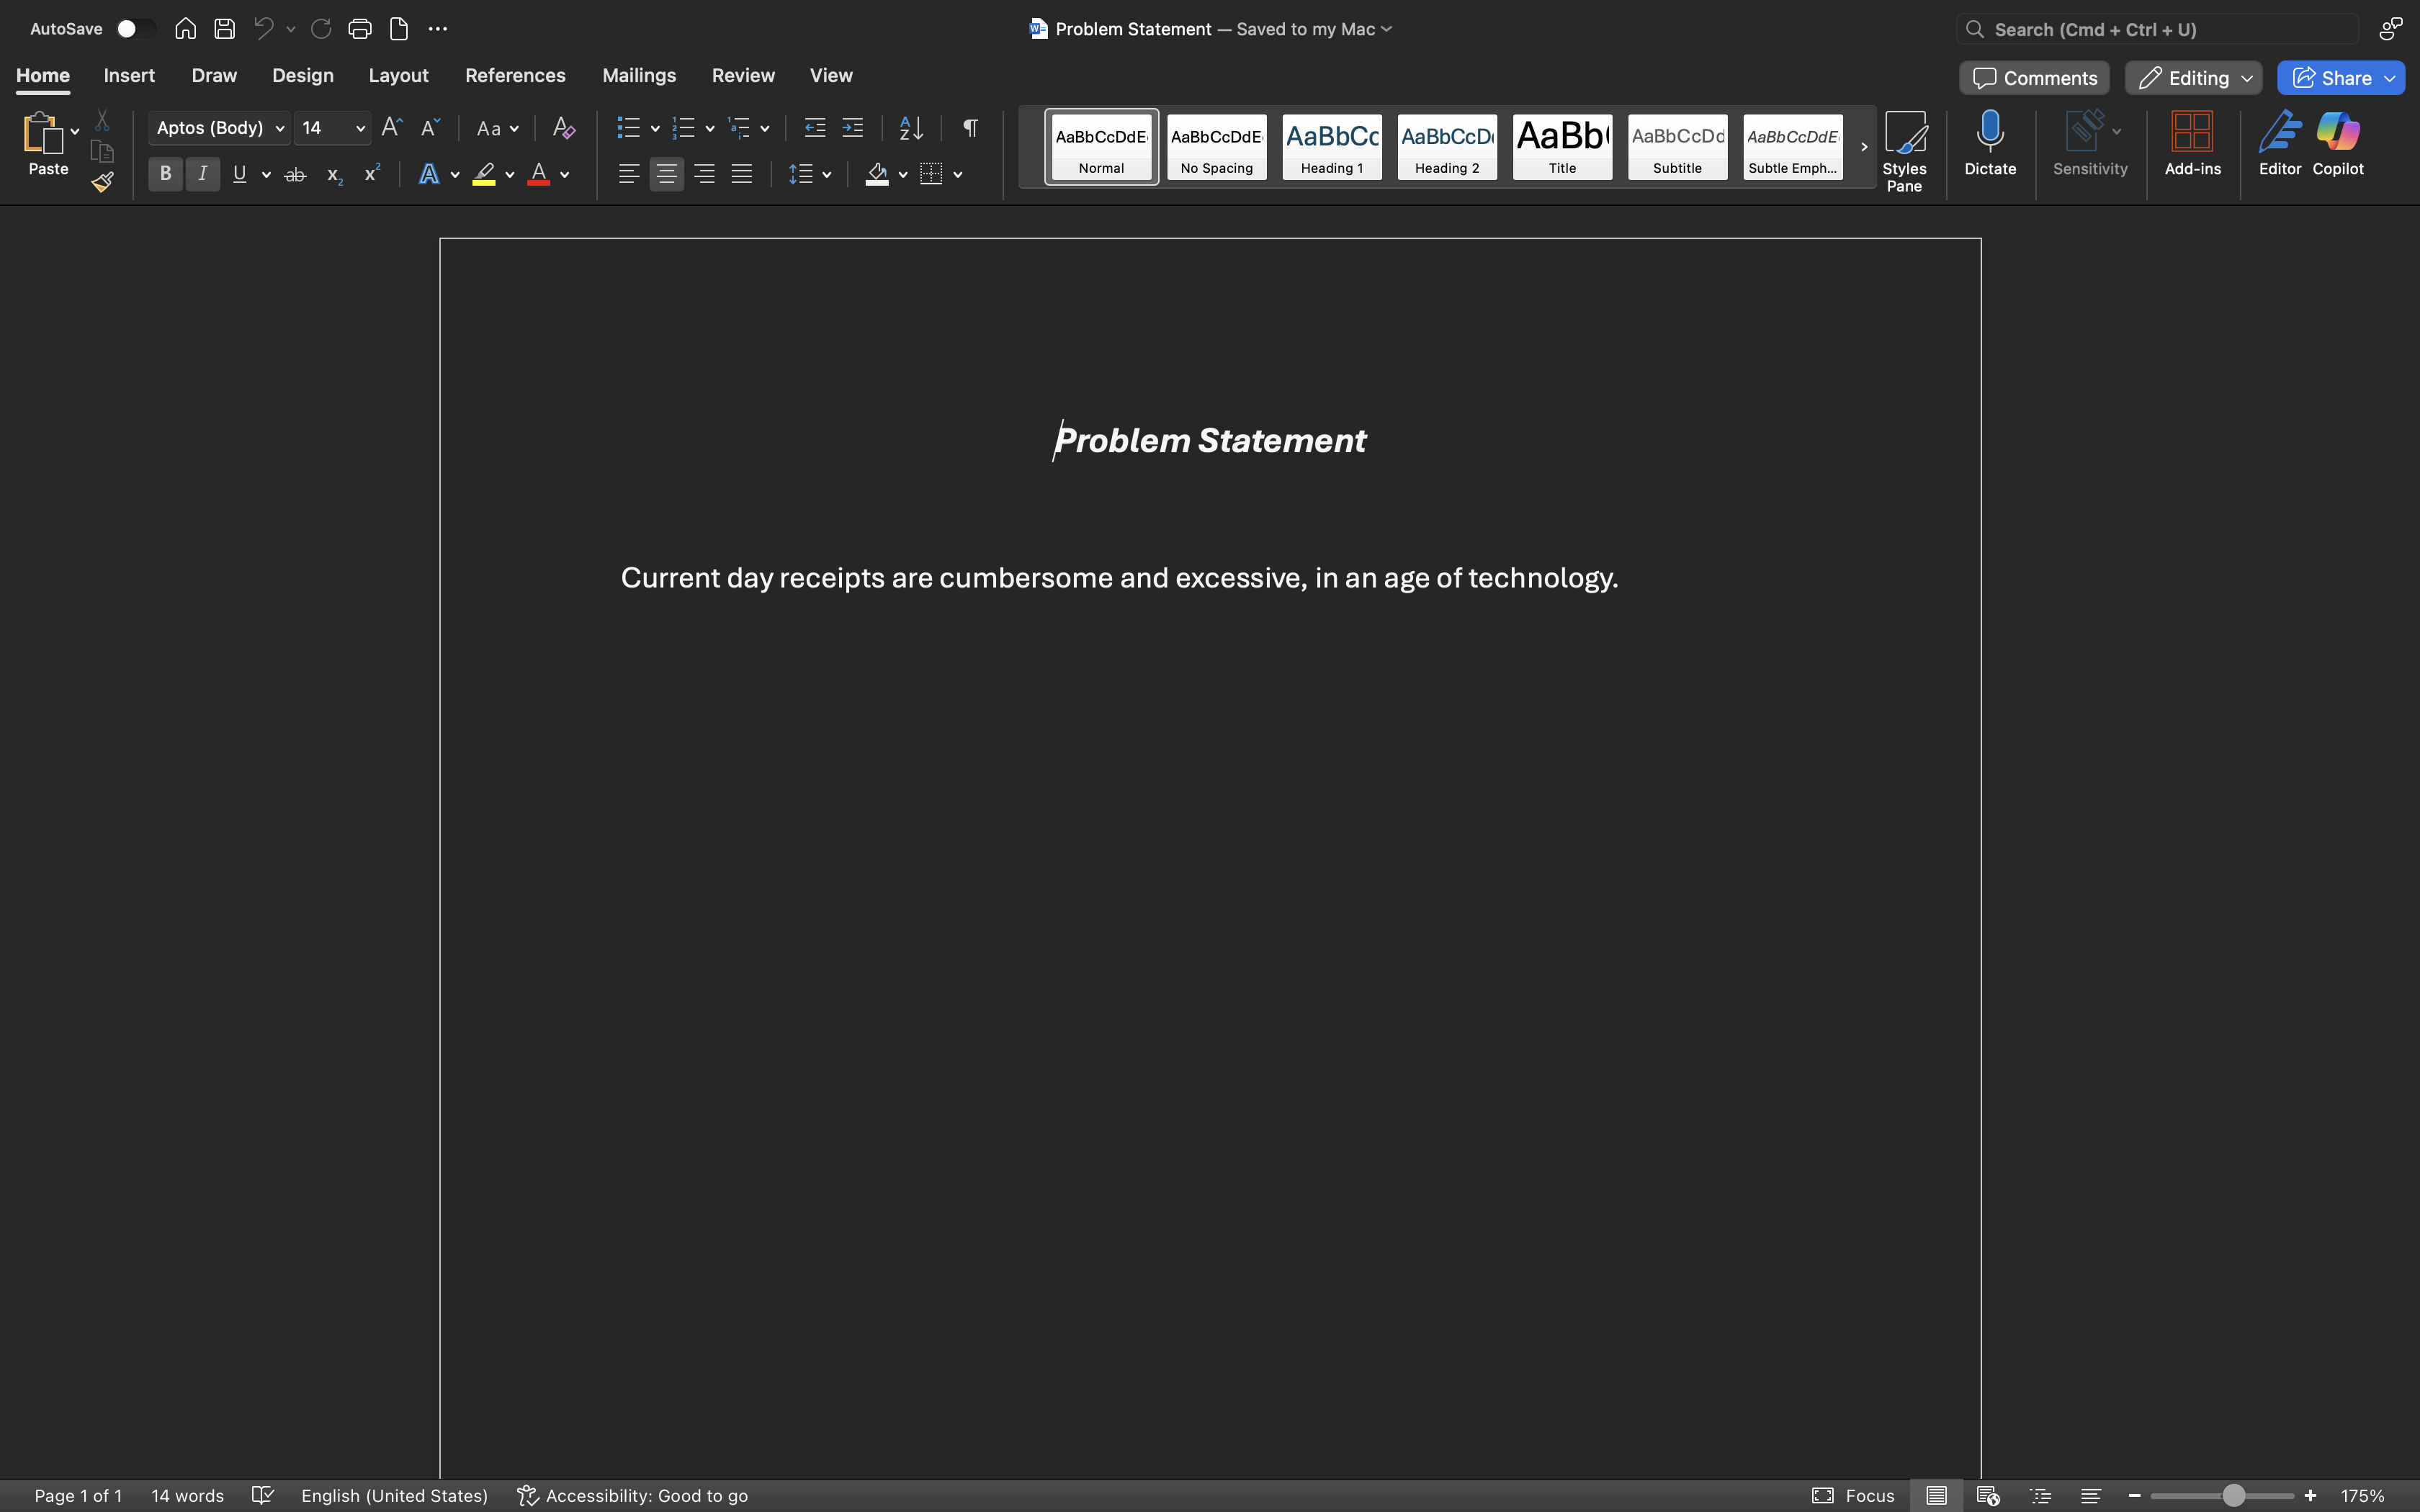 AutoSave
Problem Statement — Saved to my Mac
Search (Cmd + Ctrl + U)
Home Insert Draw Design Layout References Mailings Review View
Comments Editing Share
Paste
Aptos (Body) 14
AaBbCcDdE Normal
AaBbCcDdE No Spacing
AaBbCc Heading 1
AaBbCcD Heading 2
AaBb Title
AaBbCcDd Subtitle
AaBbCcDdE Subtle Emph...
Styles Pane
Dictate
Sensitivity
Add-ins
Editor
Copilot
Problem Statement
Current day receipts are cumbersome and excessive, in an age of technology.
Page 1 of 1 14 words English (United States) Accessibility: Good to go Focus 175%